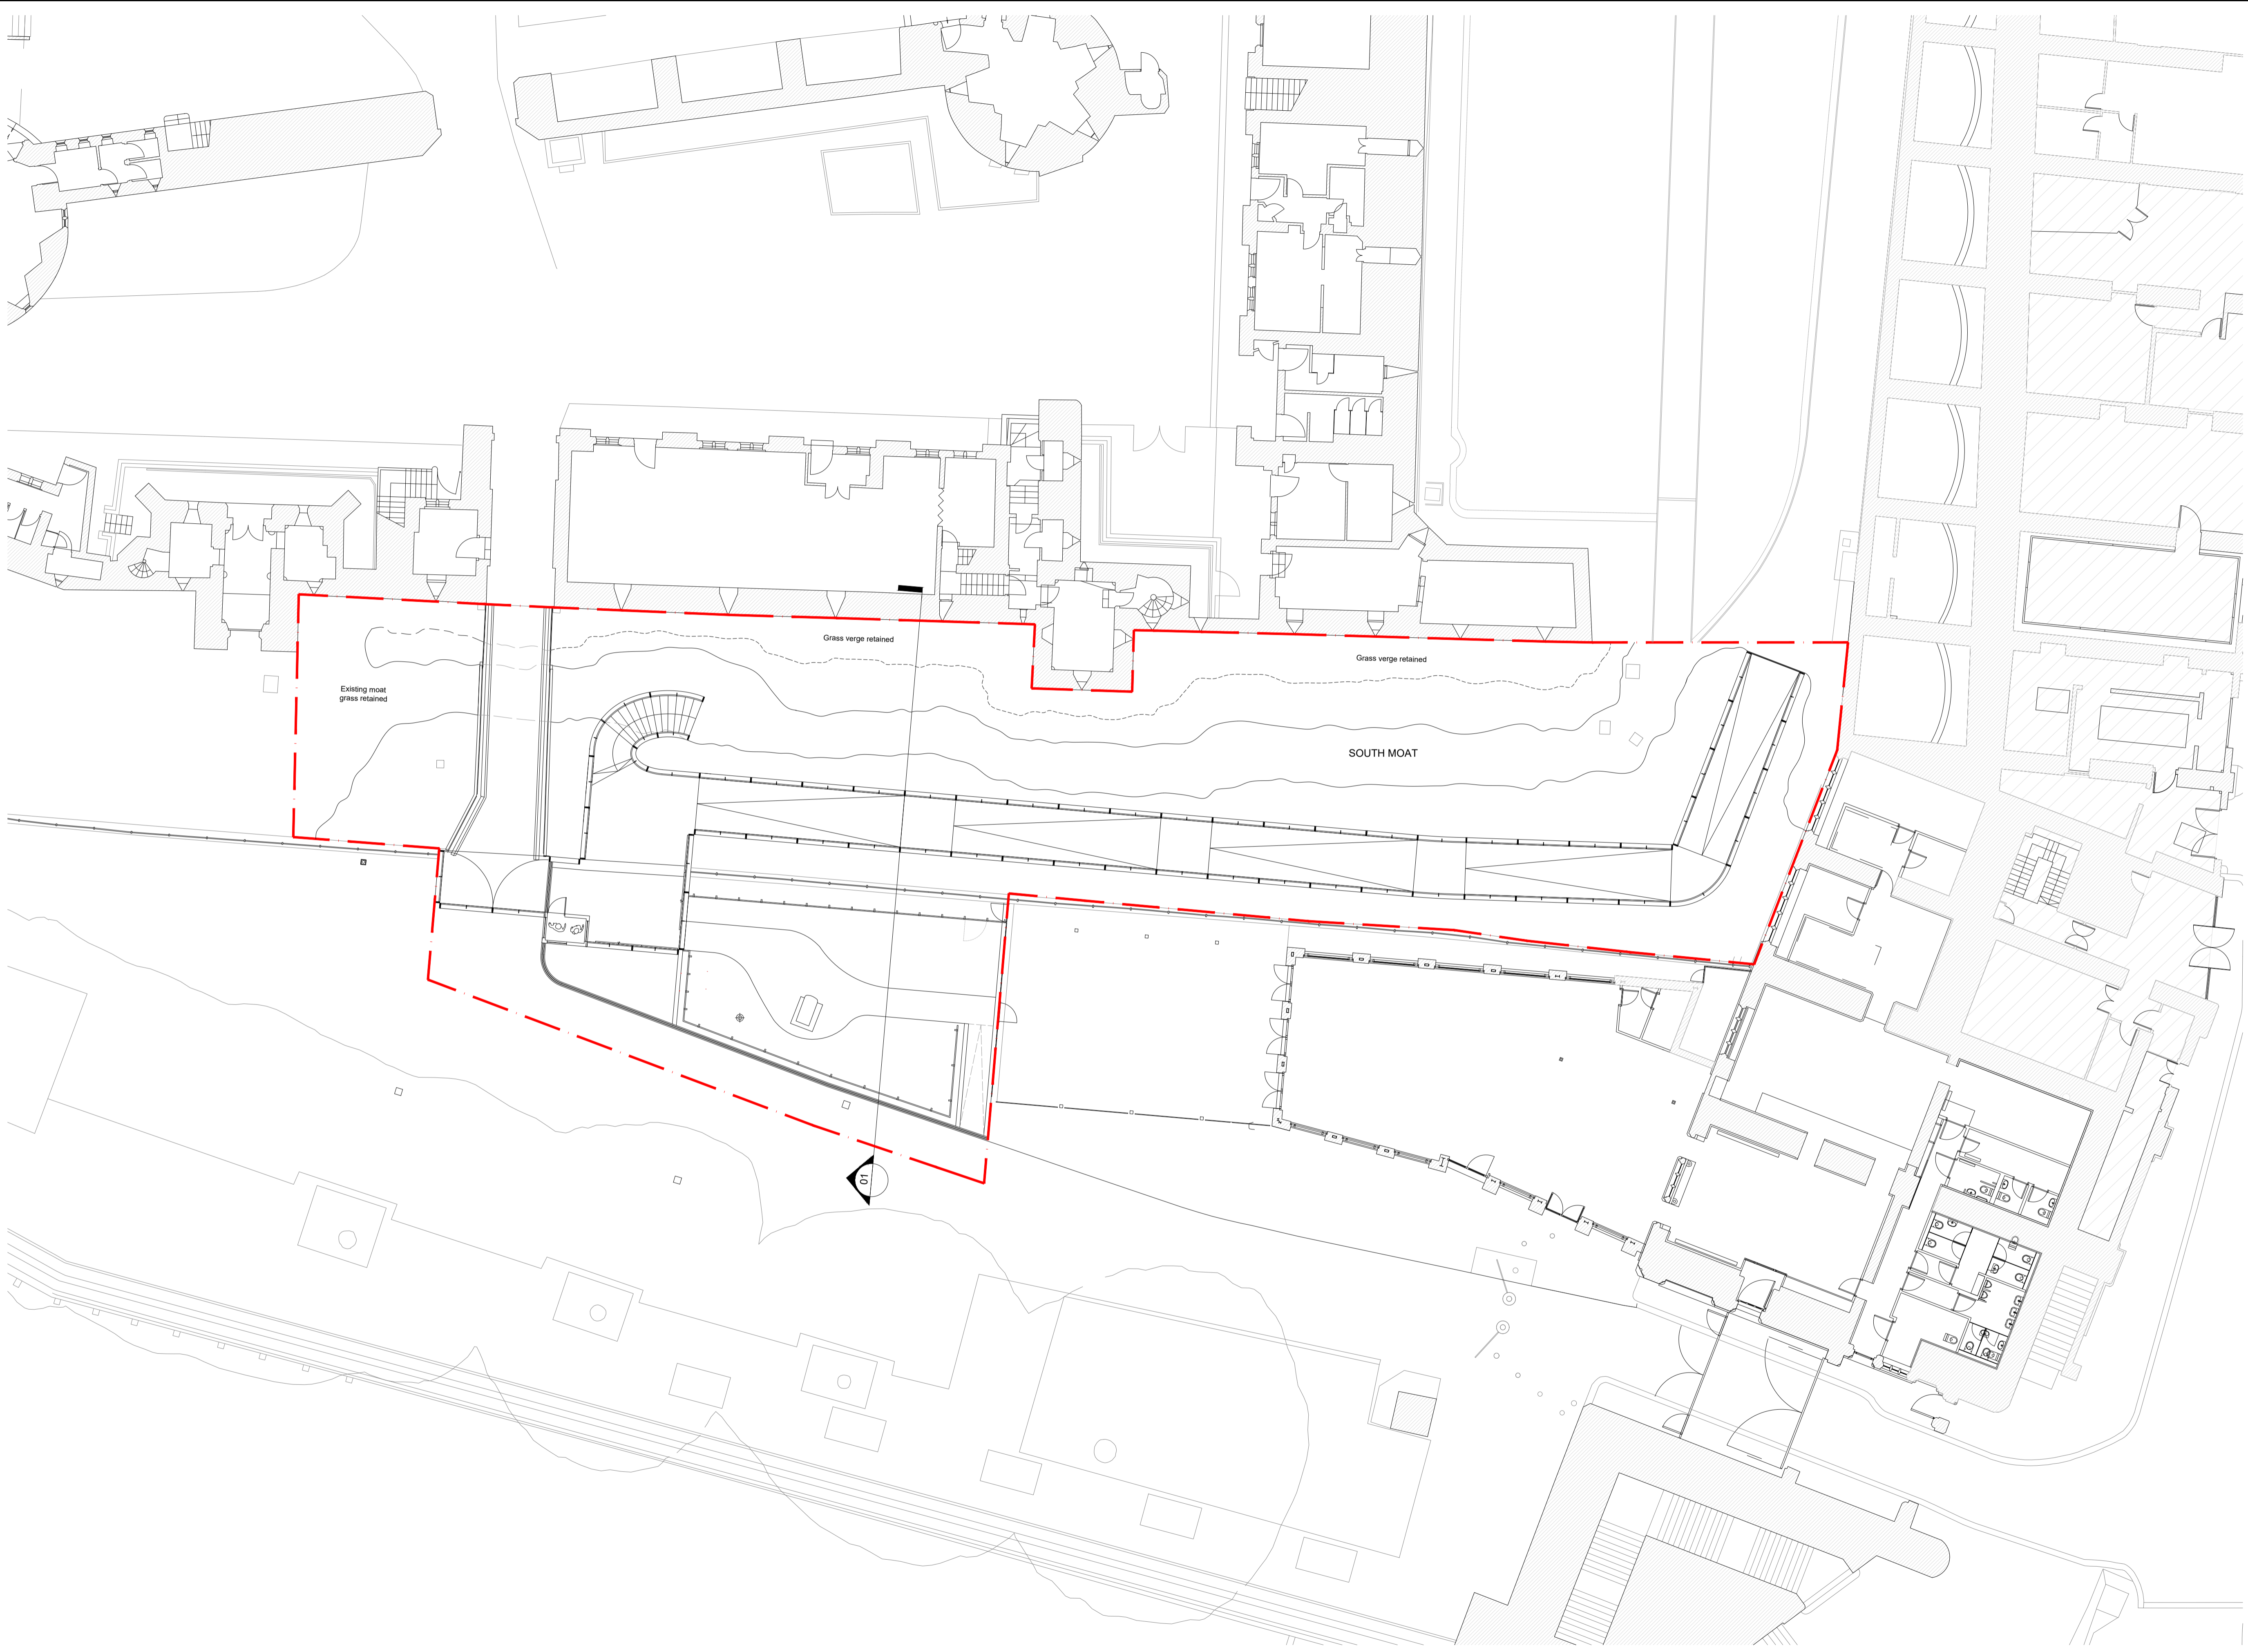 Grass verge retained
Grass verge retained
Existing moat
grass retained
SOUTH MOAT
01